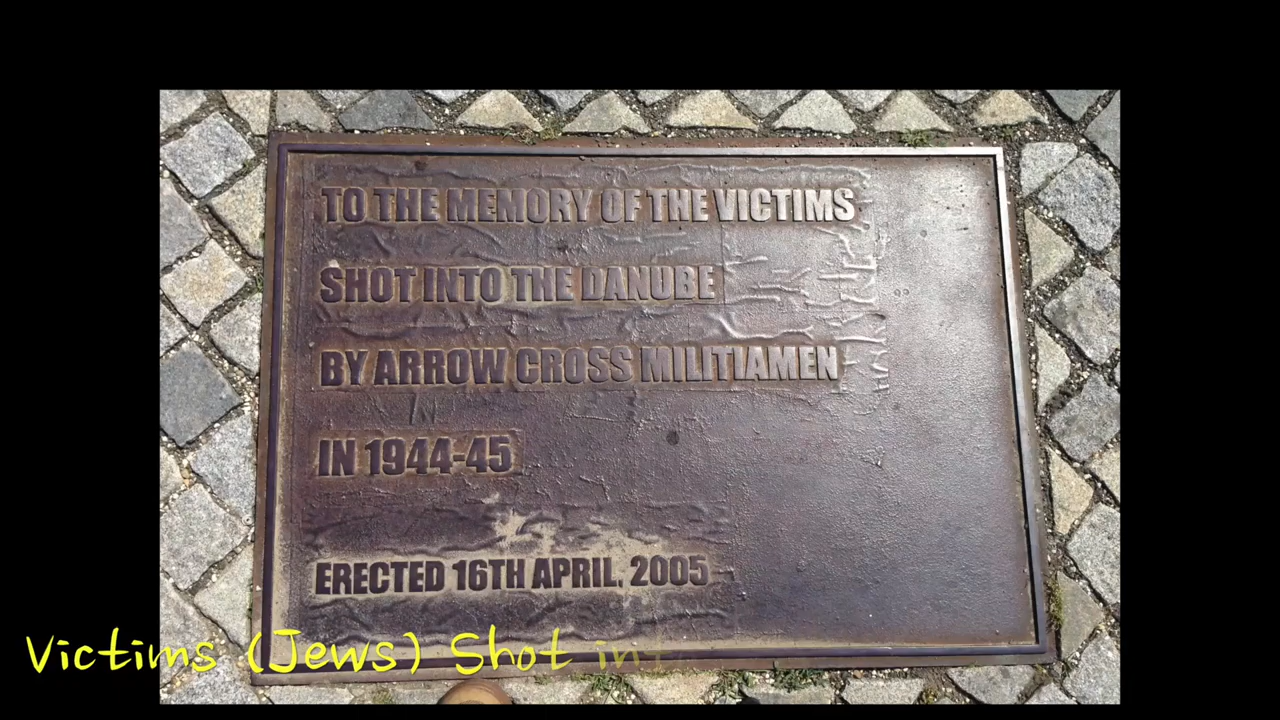 TO THE MEMORY OF THE VICTIMS
SHOT INTO THE DANUBE
BY ARROW CROSS MILITIAMEN
IN 1944-45
ERECTED 16TH APRIL, 2005
Victims (Jews) Shot in